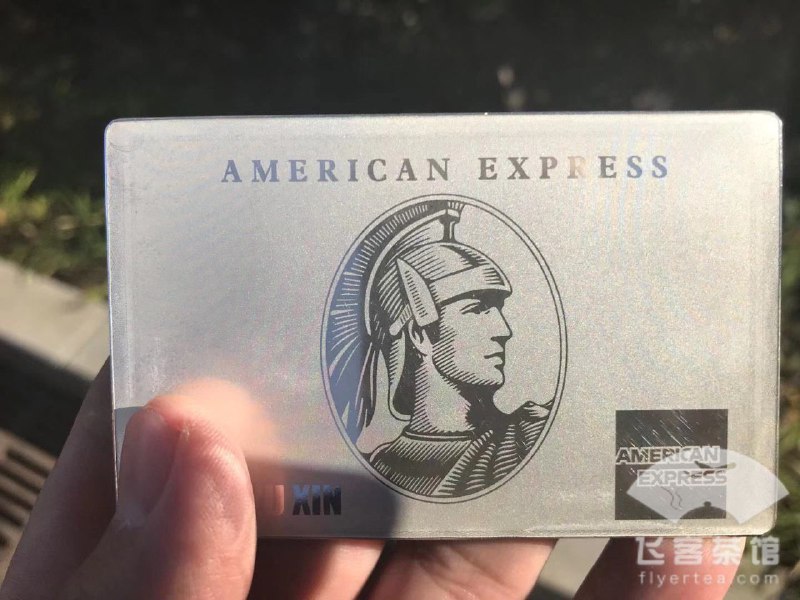 AMERICAN EXPRESS
U XIN
AMERICAN
EXPRESS
飞客茶馆
flyertea.com